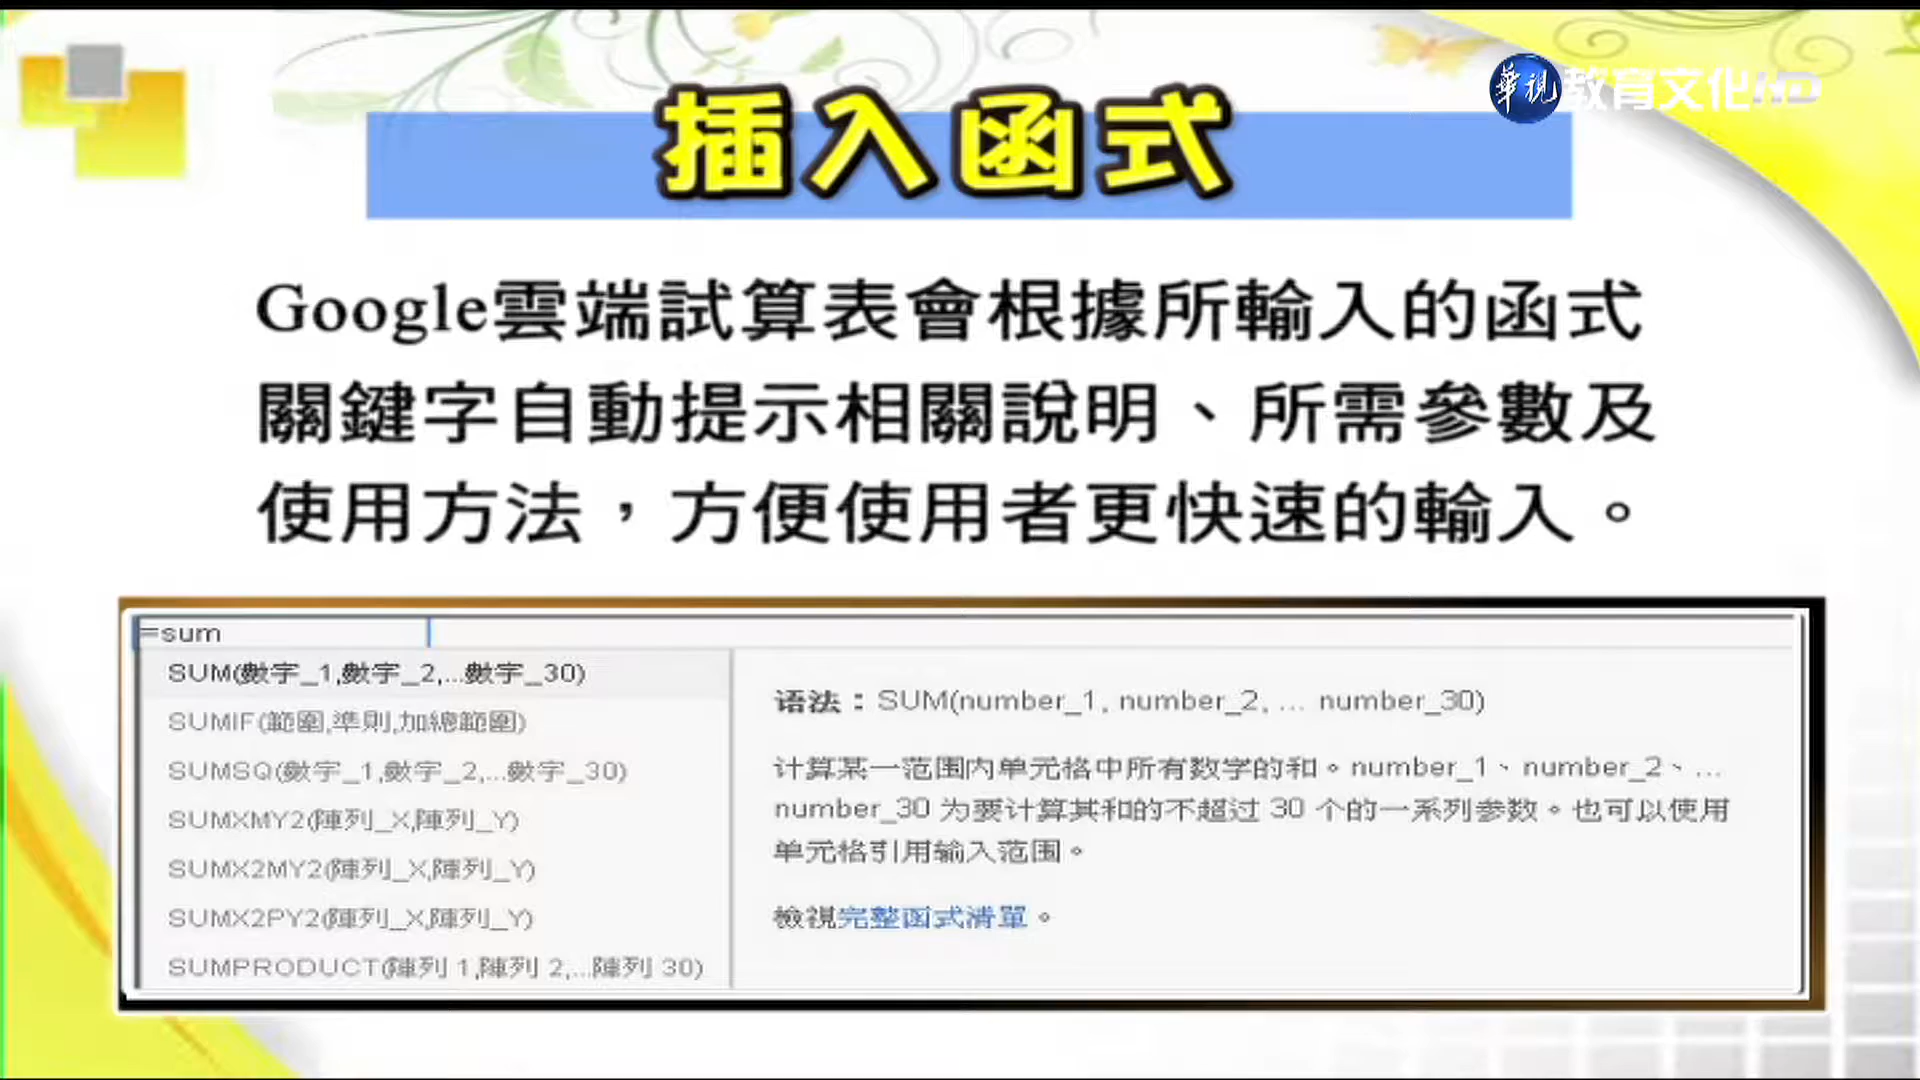 華視 教育文化HD
插入函式
Google雲端試算表會根據所輸入的函式
關鍵字自動提示相關說明、所需參數及
使用方法，方便使用者更快速的輸入。
=sum
SUM(數字_1,數字_2,...數字_30)
SUMIF(範圍,準則,加總範圍)
SUMSQ(數字_1,數字_2,...數字_30)
SUMXMY2(陣列_X,陣列_Y)
SUMX2MY2(陣列_X,陣列_Y)
SUMX2PY2(陣列_X,陣列_Y)
SUMPRODUCT(陣列 1,陣列 2,...陣列 30)
语法：SUM(number_1, number_2, ... number_30)
计算某一范围内单元格中所有数字的和。number_1、number_2、...
number_30 为要计算其和的不超过 30 个的一系列参数。也可以使用
单元格引用输入范围。
檢視完整函式清單。